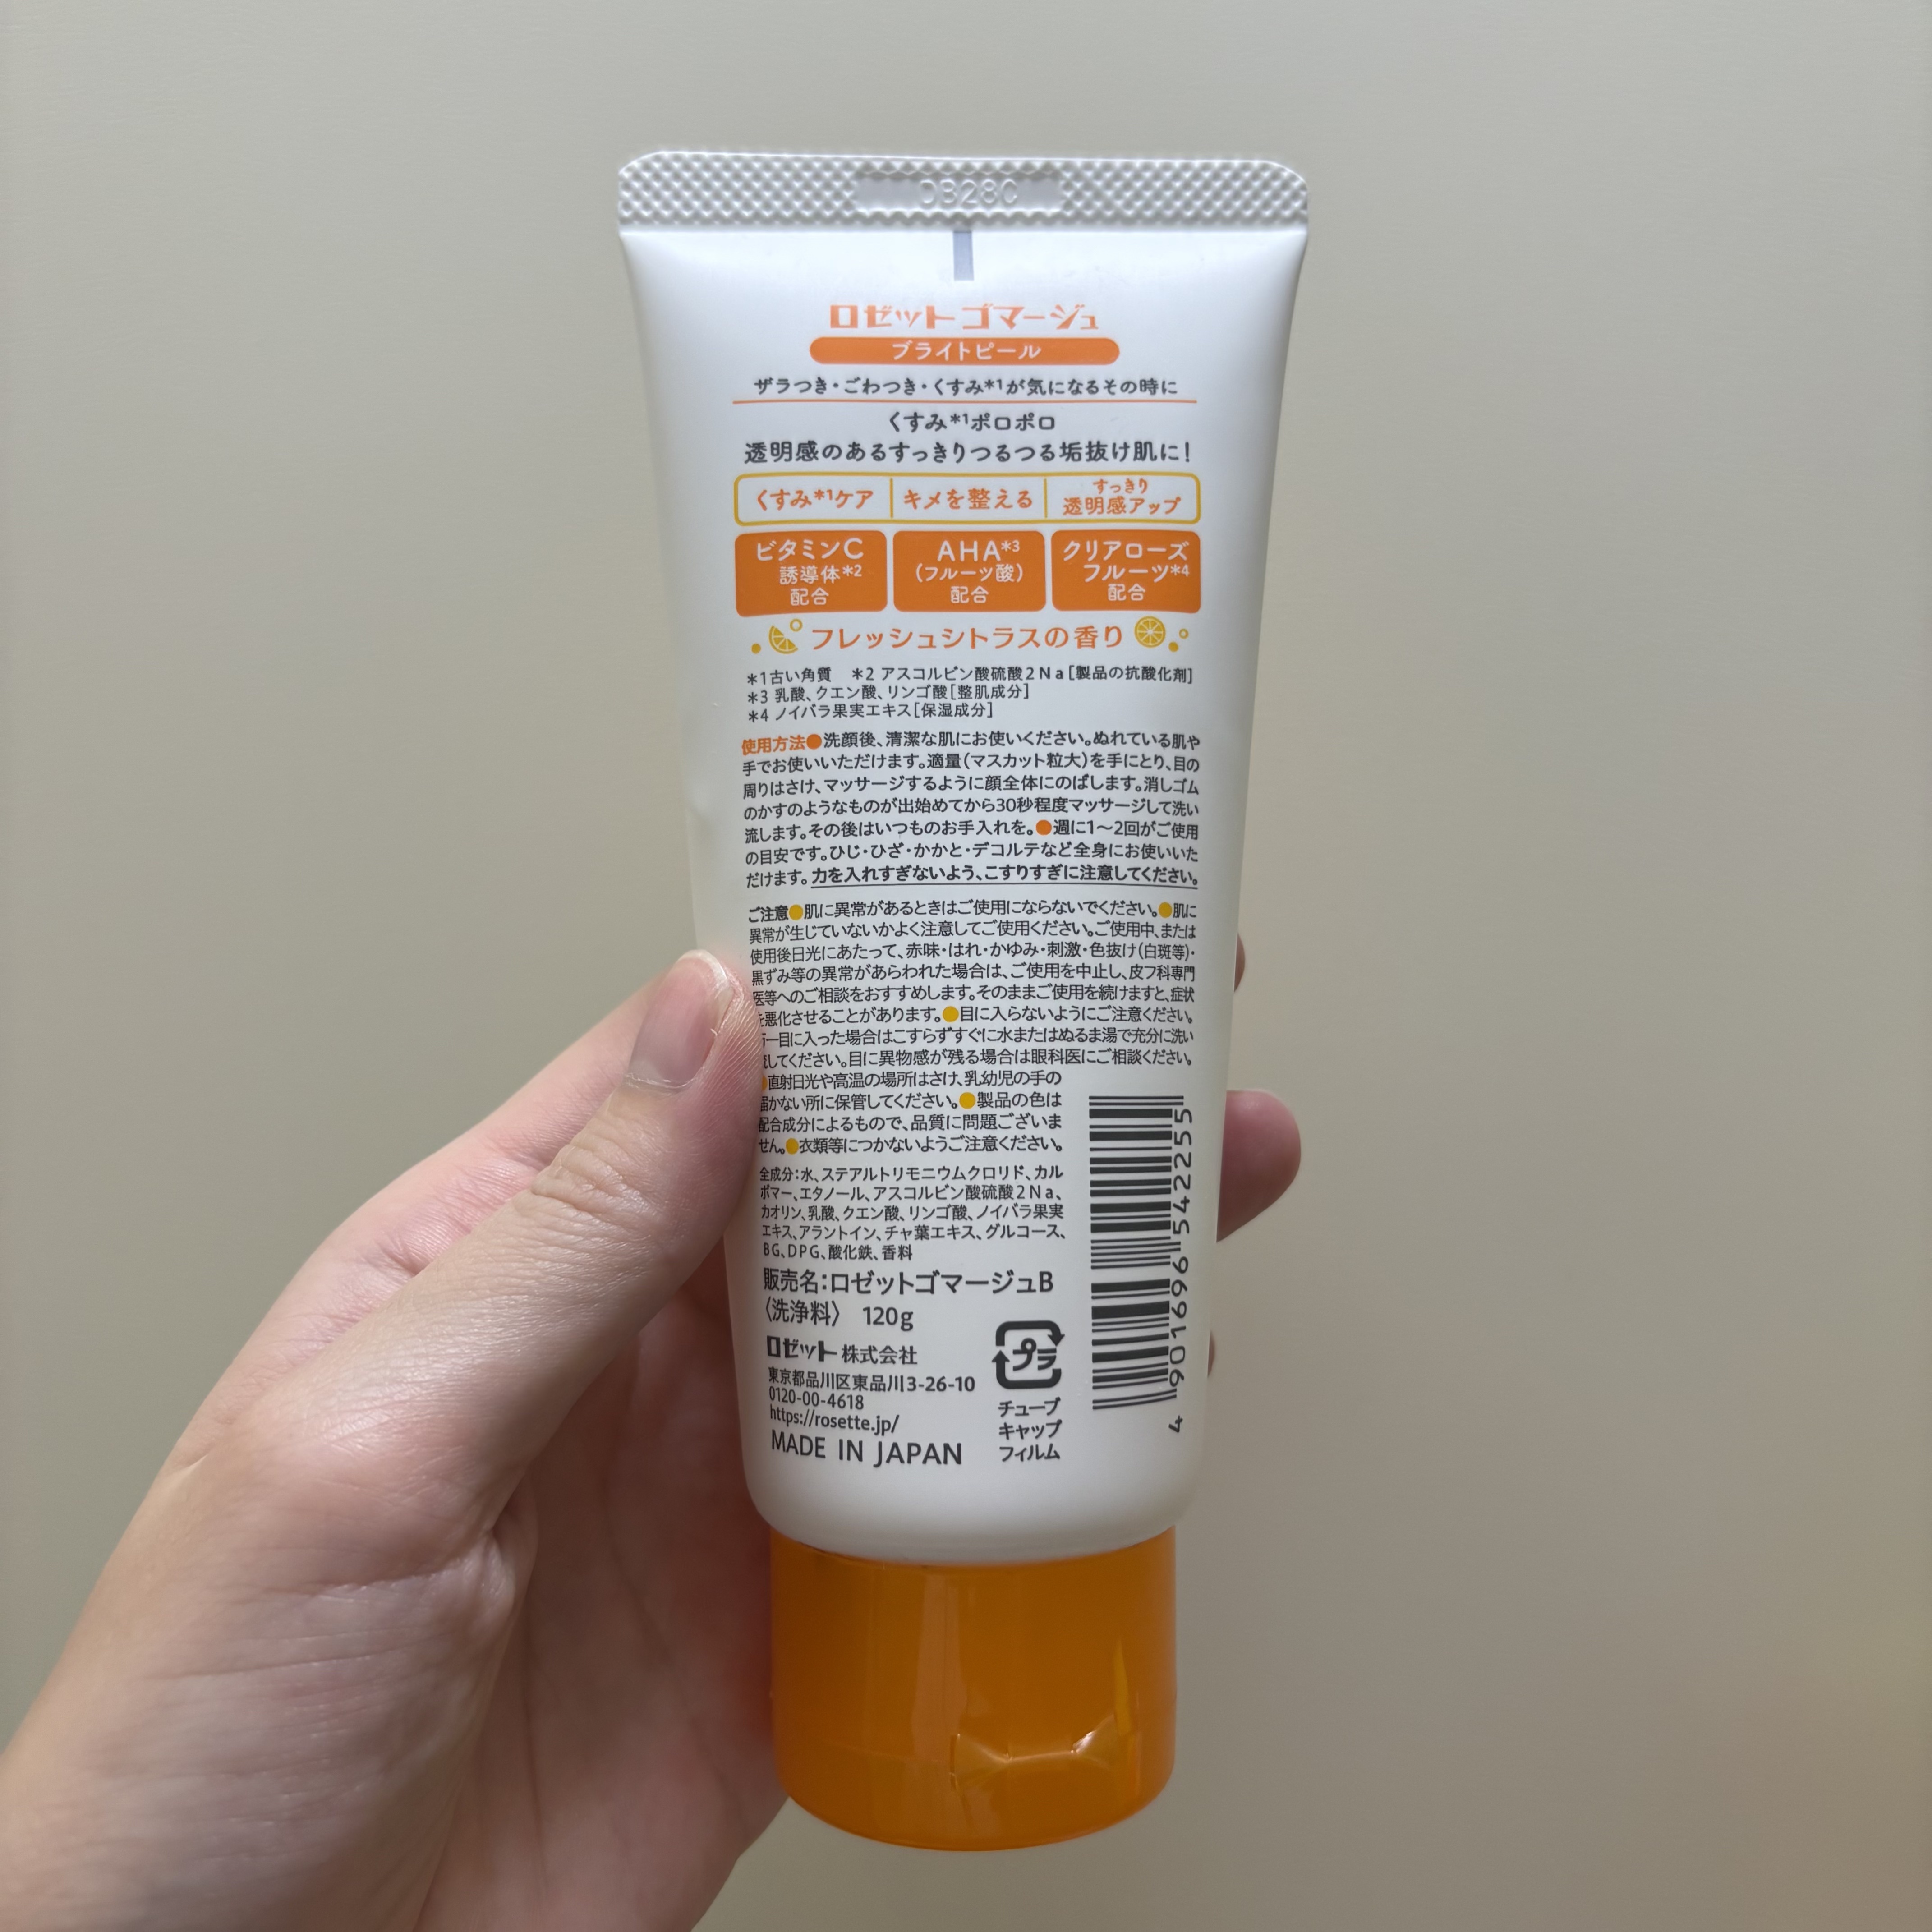 DB28C
ロゼット ゴマージュ
ブライトピール
ザラつき・ごわつき・くすみ*1が気になるその時に
くすみ*1ポロポロ
透明感のあるすっきりつるつる垢抜け肌に!
くすみ*1ケア キメを整える すっきり透明感アップ
ビタミンC誘導体*2配合 AHA*3(フルーツ酸)配合 クリアローズフルーツ*4配合
フレッシュシトラスの香り
*1古い角質 *2 アスコルビン酸硫酸2Na[製品の抗酸化剤]
*3 乳酸、クエン酸、リンゴ酸[整肌成分]
*4 ノイバラ果実エキス[保湿成分]
使用方法●洗顔後、清潔な肌にお使いください。ぬれている肌や
手でお使いいただけます。適量(マスカット粒大)を手にとり、目の
周りはさけ、マッサージするように顔全体にのばします。消しゴム
のかすのようなものが出始めてから30秒程度マッサージして洗い
流します。その後はいつものお手入れを。●週に1〜2回がご使用
の目安です。ひじ・ひざ・かかと・デコルテなど全身にお使いいた
だけます。力を入れすぎないよう、こすりすぎに注意してください。
ご注意●肌に異常があるときはご使用にならないでください。●肌に
異常が生じていないかよく注意してご使用ください。ご使用中、または
使用後日光にあたって、赤味・はれ・かゆみ・刺激・色抜け(白斑等)・
黒ずみ等の異常があらわれた場合は、ご使用を中止し、皮フ科専門
医等へのご相談をおすすめします。そのままご使用を続けますと、症状
を悪化させることがあります。●目に入らないようにご注意ください。
万一目に入った場合はこすらずすぐに水またはぬるま湯で充分に洗い
流してください。目に異物感が残る場合は眼科医にご相談ください。
●直射日光や高温の場所はさけ、乳幼児の手の
届かない所に保管してください。●製品の色は
配合成分によるもので、品質に問題ございま
せん。●衣類等につかないようご注意ください。
全成分:水、ステアルトリモニウムクロリド、カル
ボマー、エタノール、アスコルビン酸硫酸2Na、
カオリン、乳酸、クエン酸、リンゴ酸、ノイバラ果実
エキス、アラントイン、チャ葉エキス、グルコース、
BG、DPG、酸化鉄、香料
販売名:ロゼットゴマージュB
〈洗浄料〉 120g
ロゼット 株式会社
東京都品川区東品川3-26-10
0120-00-4618
https://rosette.jp/
MADE IN JAPAN
プラ
チューブ
キャップ
フィルム
4 901696 542255